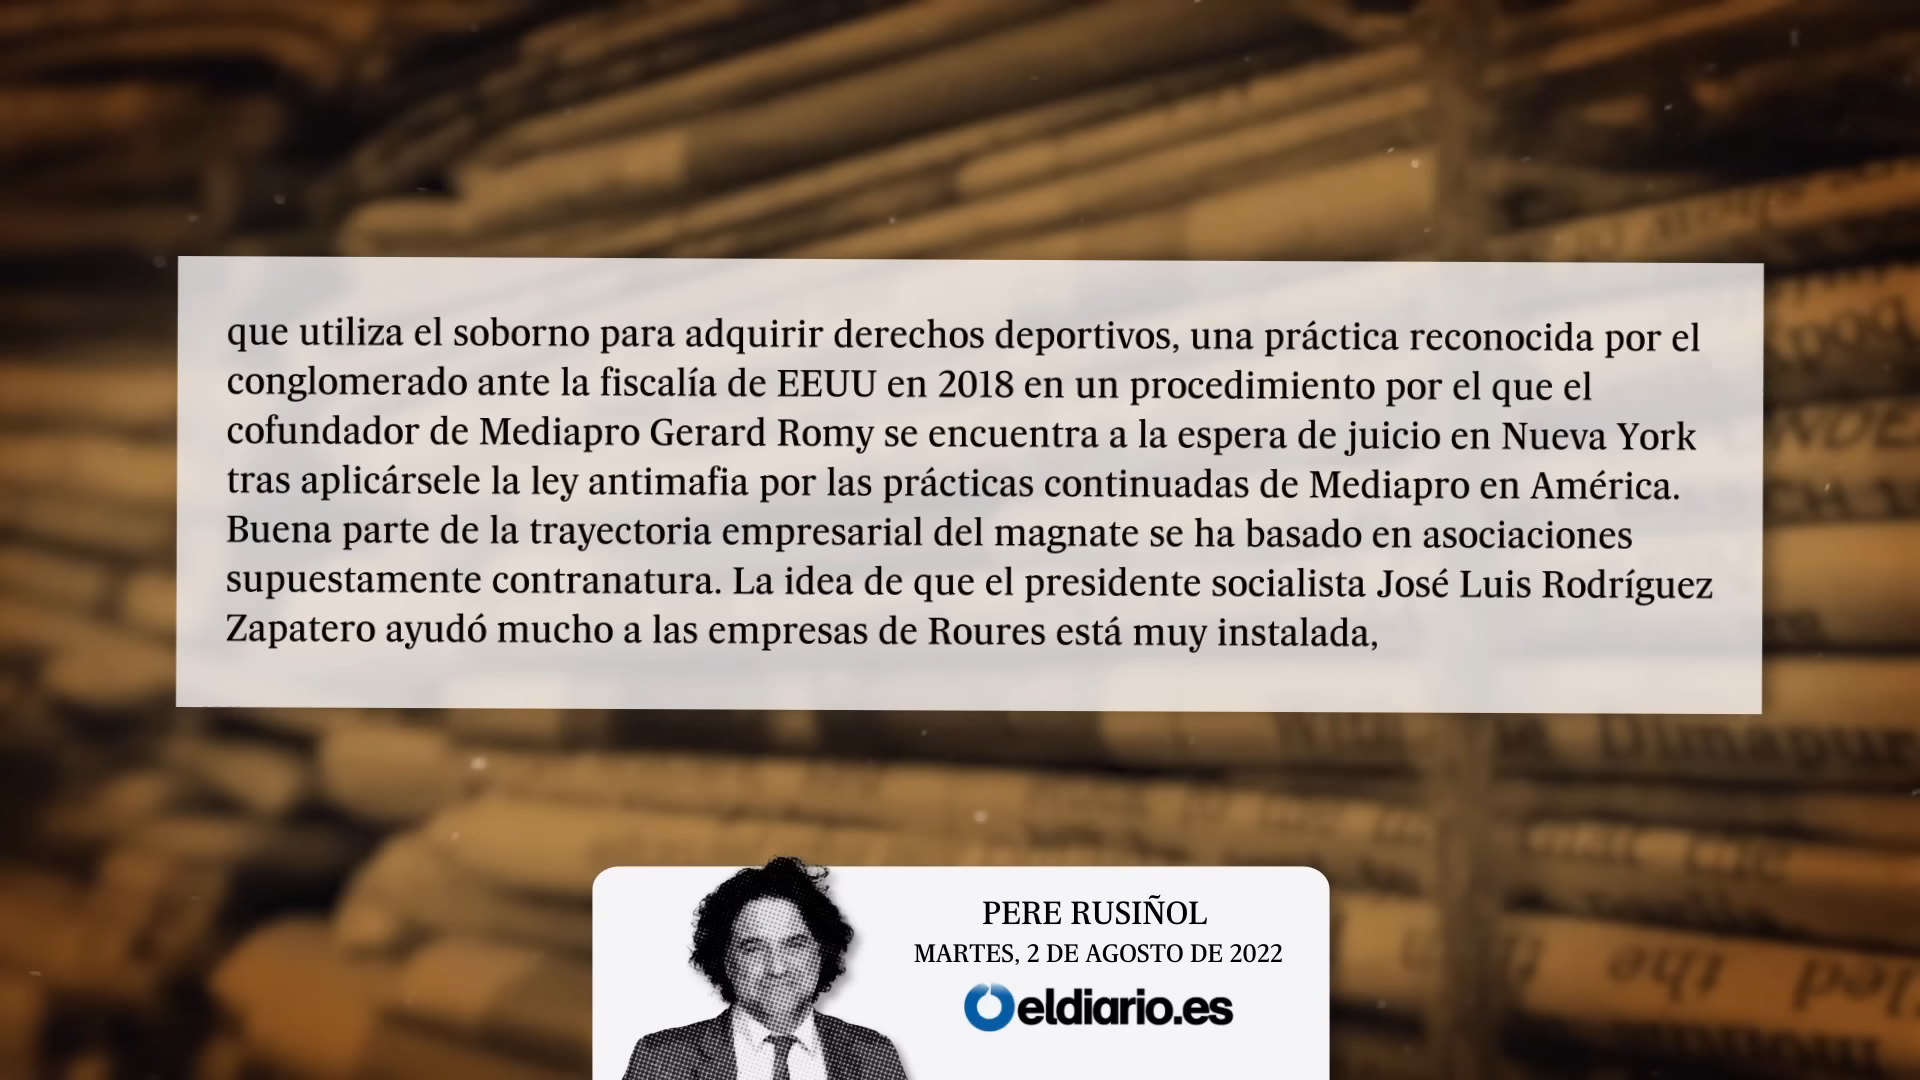 que utiliza el soborno para adquirir derechos deportivos, una práctica reconocida por el
conglomerado ante la fiscalía de EEUU en 2018 en un procedimiento por el que el
cofundador de Mediapro Gerard Romy se encuentra a la espera de juicio en Nueva York
tras aplicársele la ley antimafia por las prácticas continuadas de Mediapro en América.
Buena parte de la trayectoria empresarial del magnate se ha basado en asociaciones
supuestamente contranatura. La idea de que el presidente socialista José Luis Rodríguez
Zapatero ayudó mucho a las empresas de Roures está muy instalada,
Dimapur
the
PERE RUSIÑOL
MARTES, 2 DE AGOSTO DE 2022
eldiario.es